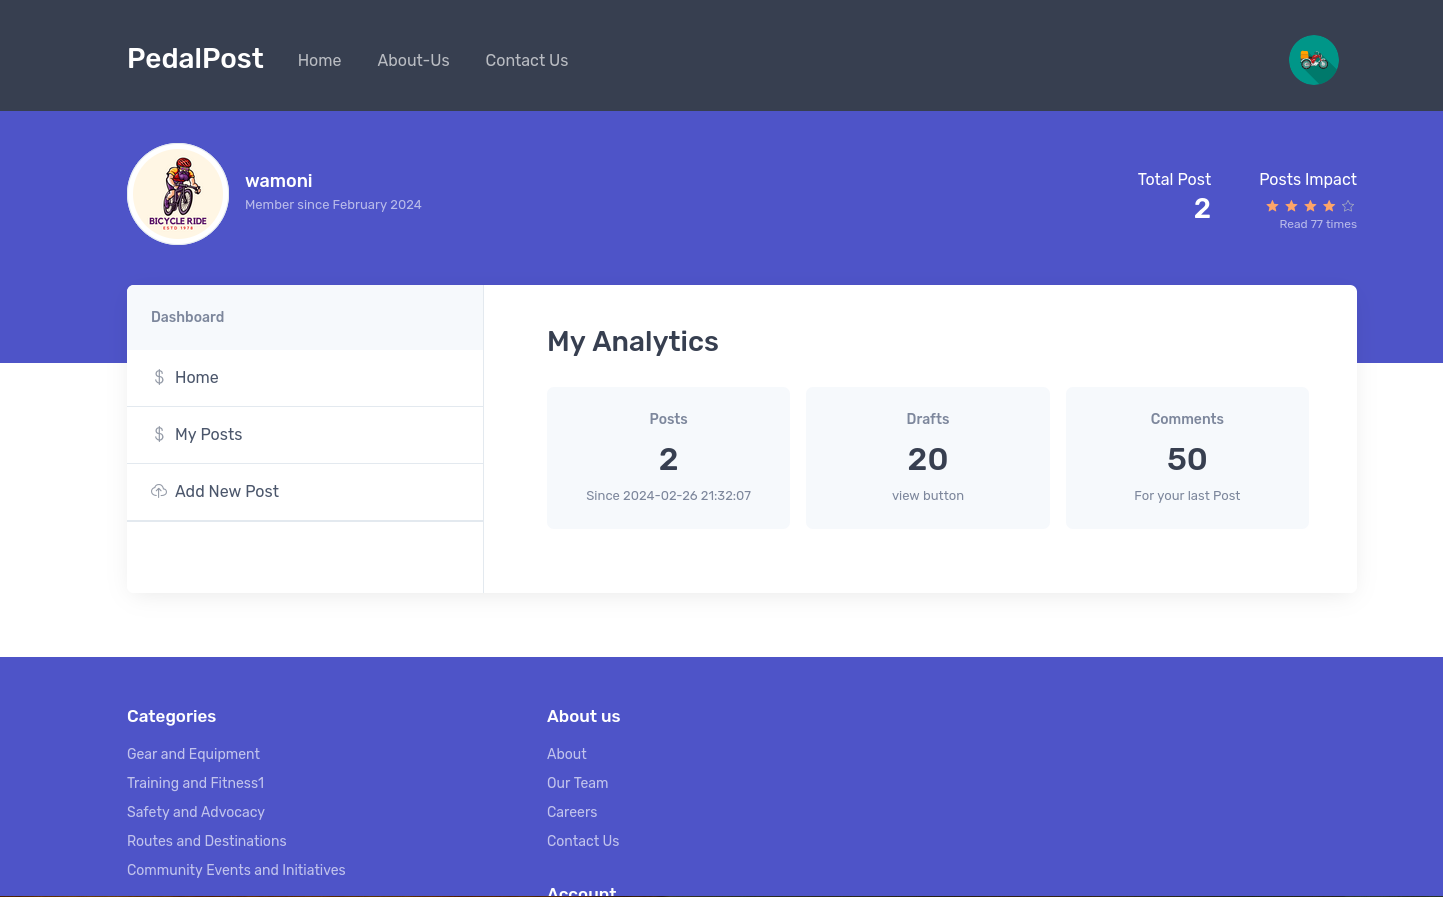 PedalPost
Home
About-Us
Contact Us
BICYCLE RIDE
ESTD 1976
wamoni
Member since February 2024
Total Post
2
Posts Impact
Read 77 times
Dashboard
$ Home
$ My Posts
Add New Post
My Analytics
Posts
2
Since 2024-02-26 21:32:07
Drafts
20
view button
Comments
50
For your last Post
Categories
Gear and Equipment
Training and Fitness1
Safety and Advocacy
Routes and Destinations
Community Events and Initiatives
About us
About
Our Team
Careers
Contact Us
Account